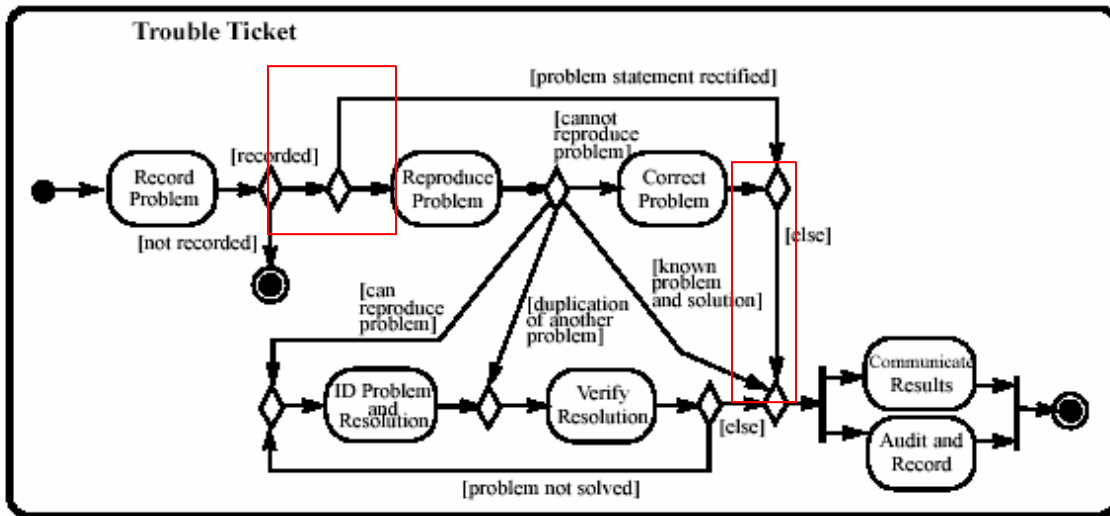 Trouble Ticket
[problem statement rectified]
[cannot
reproduce
problem]
[recorded]
Record
Problem
Reproduce
Problem
Correct
Problem
[not recorded]
[else]
[can
reproduce
problem]
[duplication
of another
problem]
[known
problem
and solution]
ID Problem
and
Resolution
Verify
Resolution
[else]
Communicate
Results
Audit and
Record
[problem not solved]